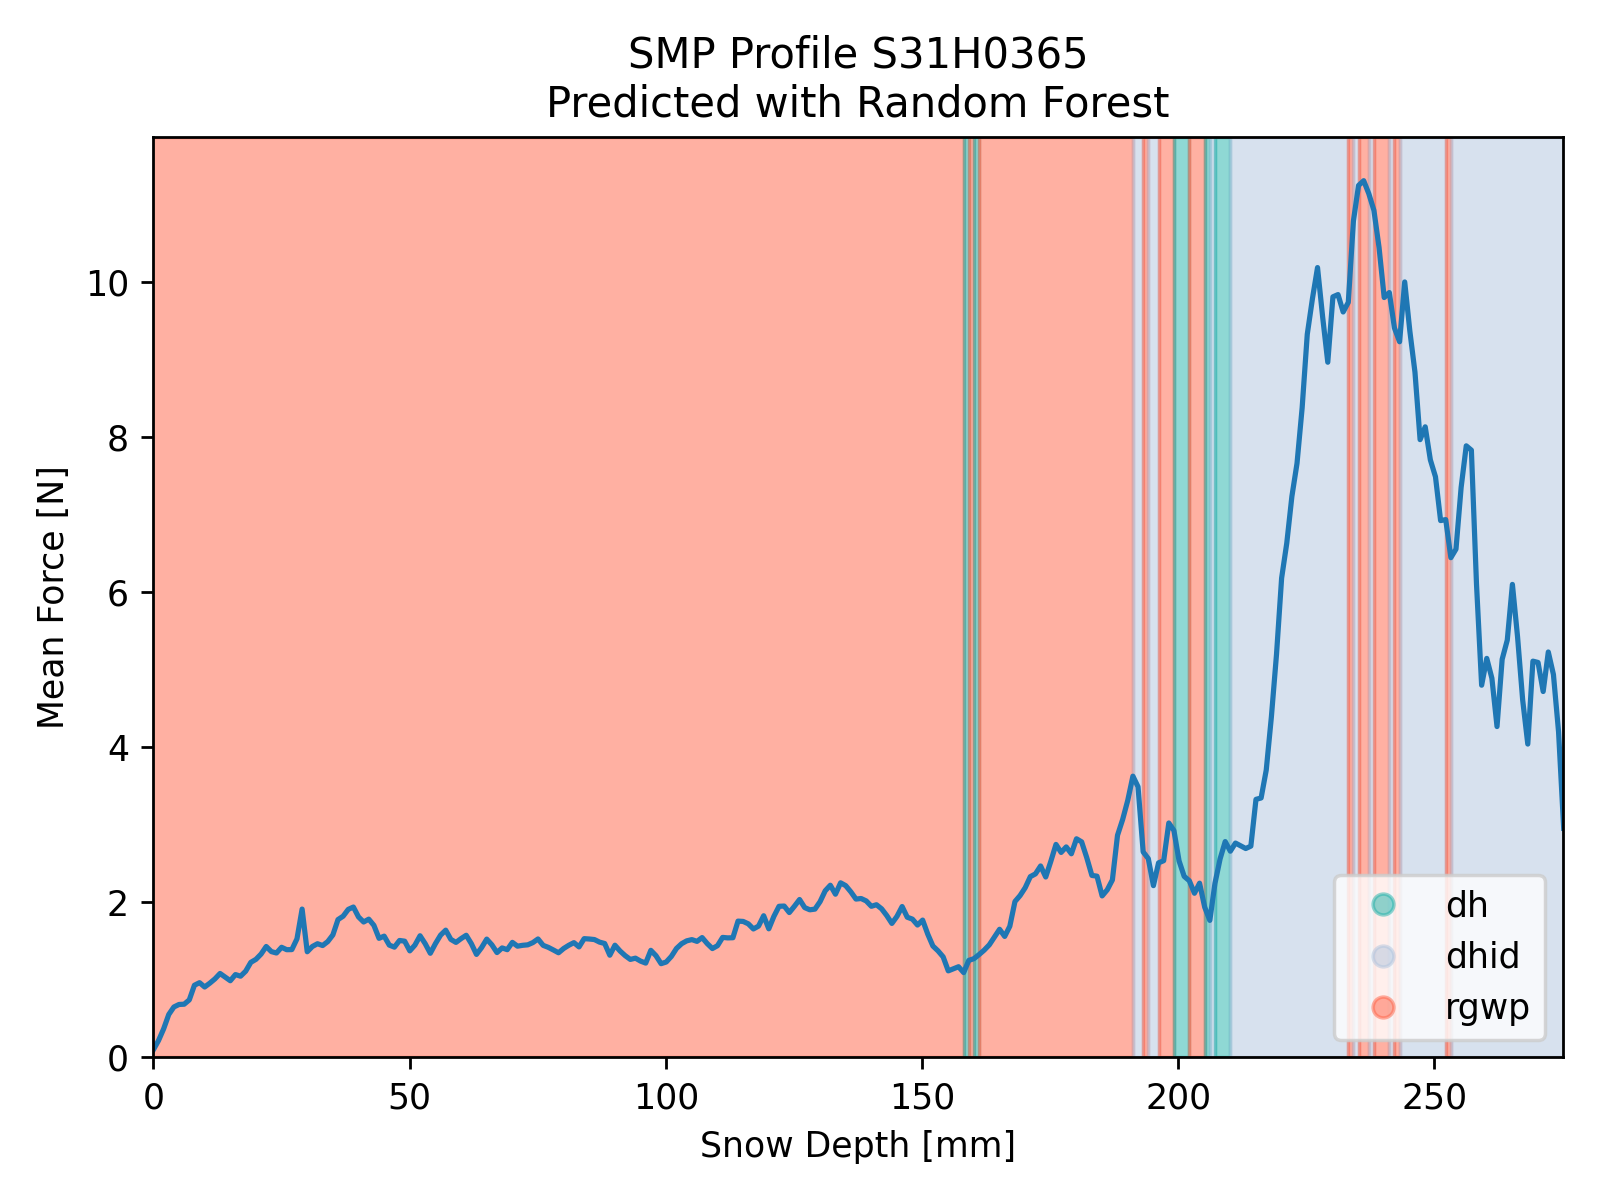 SMP Profile S31H0365
Predicted with Random Forest
Mean Force [N]
10
8
6
4
2
0
0 50 100 150 200 250
Snow Depth [mm]
dh
dhid
rgwp